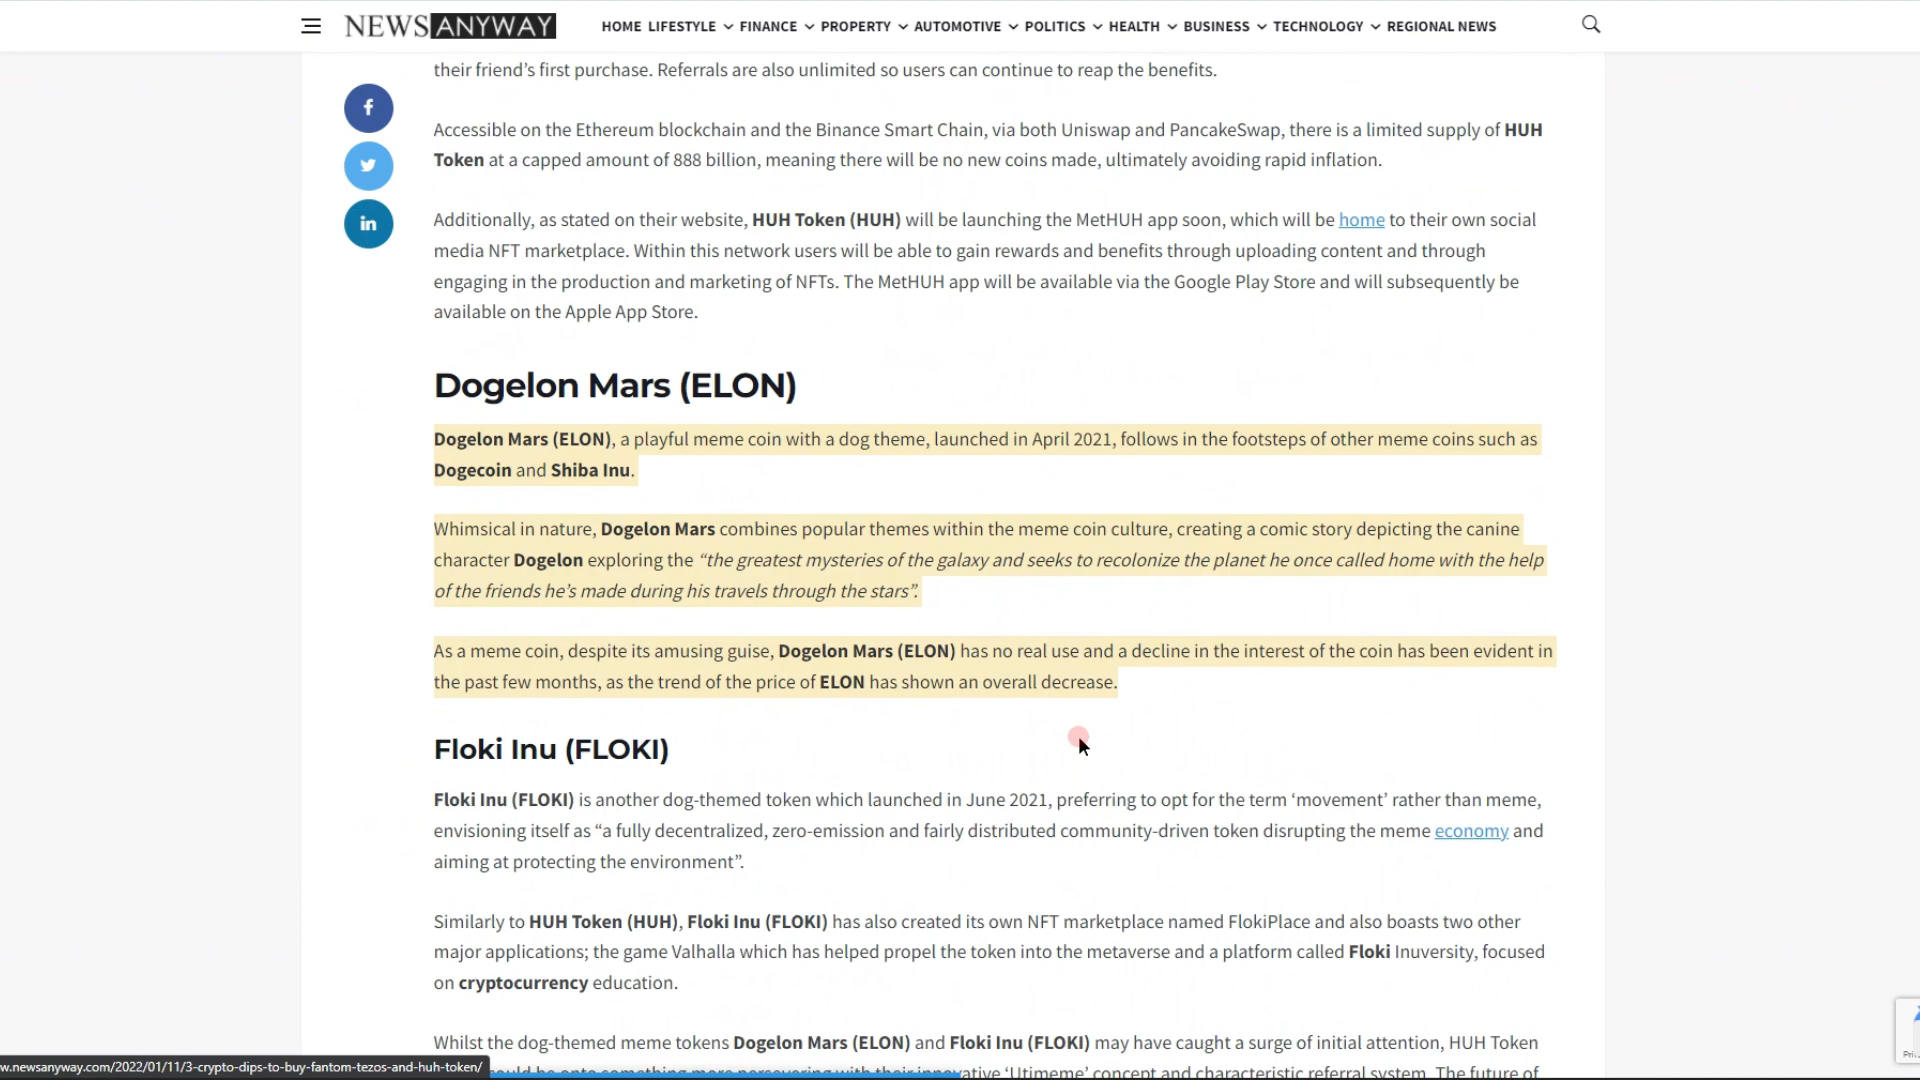 NEWSANYWAY
HOME LIFESTYLE FINANCE PROPERTY AUTOMOTIVE POLITICS HEALTH BUSINESS TECHNOLOGY REGIONAL NEWS
their friend’s first purchase. Referrals are also unlimited so users can continue to reap the benefits.
Accessible on the Ethereum blockchain and the Binance Smart Chain, via both Uniswap and PancakeSwap, there is a limited supply of HUH
Token at a capped amount of 888 billion, meaning there will be no new coins made, ultimately avoiding rapid inflation.
Additionally, as stated on their website, HUH Token (HUH) will be launching the MetHUH app soon, which will be home to their own social
media NFT marketplace. Within this network users will be able to gain rewards and benefits through uploading content and through
engaging in the production and marketing of NFTs. The MetHUH app will be available via the Google Play Store and will subsequently be
available on the Apple App Store.
Dogelon Mars (ELON)
Dogelon Mars (ELON), a playful meme coin with a dog theme, launched in April 2021, follows in the footsteps of other meme coins such as
Dogecoin and Shiba Inu.
Whimsical in nature, Dogelon Mars combines popular themes within the meme coin culture, creating a comic story depicting the canine
character Dogelon exploring the “the greatest mysteries of the galaxy and seeks to recolonize the planet he once called home with the help
of the friends he’s made during his travels through the stars”.
As a meme coin, despite its amusing guise, Dogelon Mars (ELON) has no real use and a decline in the interest of the coin has been evident in
the past few months, as the trend of the price of ELON has shown an overall decrease.
Floki Inu (FLOKI)
Floki Inu (FLOKI) is another dog-themed token which launched in June 2021, preferring to opt for the term ‘movement’ rather than meme,
envisioning itself as “a fully decentralized, zero-emission and fairly distributed community-driven token disrupting the meme economy and
aiming at protecting the environment”.
Similarly to HUH Token (HUH), Floki Inu (FLOKI) has also created its own NFT marketplace named FlokiPlace and also boasts two other
major applications; the game Valhalla which has helped propel the token into the metaverse and a platform called Floki Inuversity, focused
on cryptocurrency education.
Whilst the dog-themed meme tokens Dogelon Mars (ELON) and Floki Inu (FLOKI) may have caught a surge of initial attention, HUH Token
‘Utimeme’ concept and characteristic referral system. The future of
w.newsanyway.com/2022/01/11/3-crypto-dips-to-buy-fantom-tezos-and-huh-token/